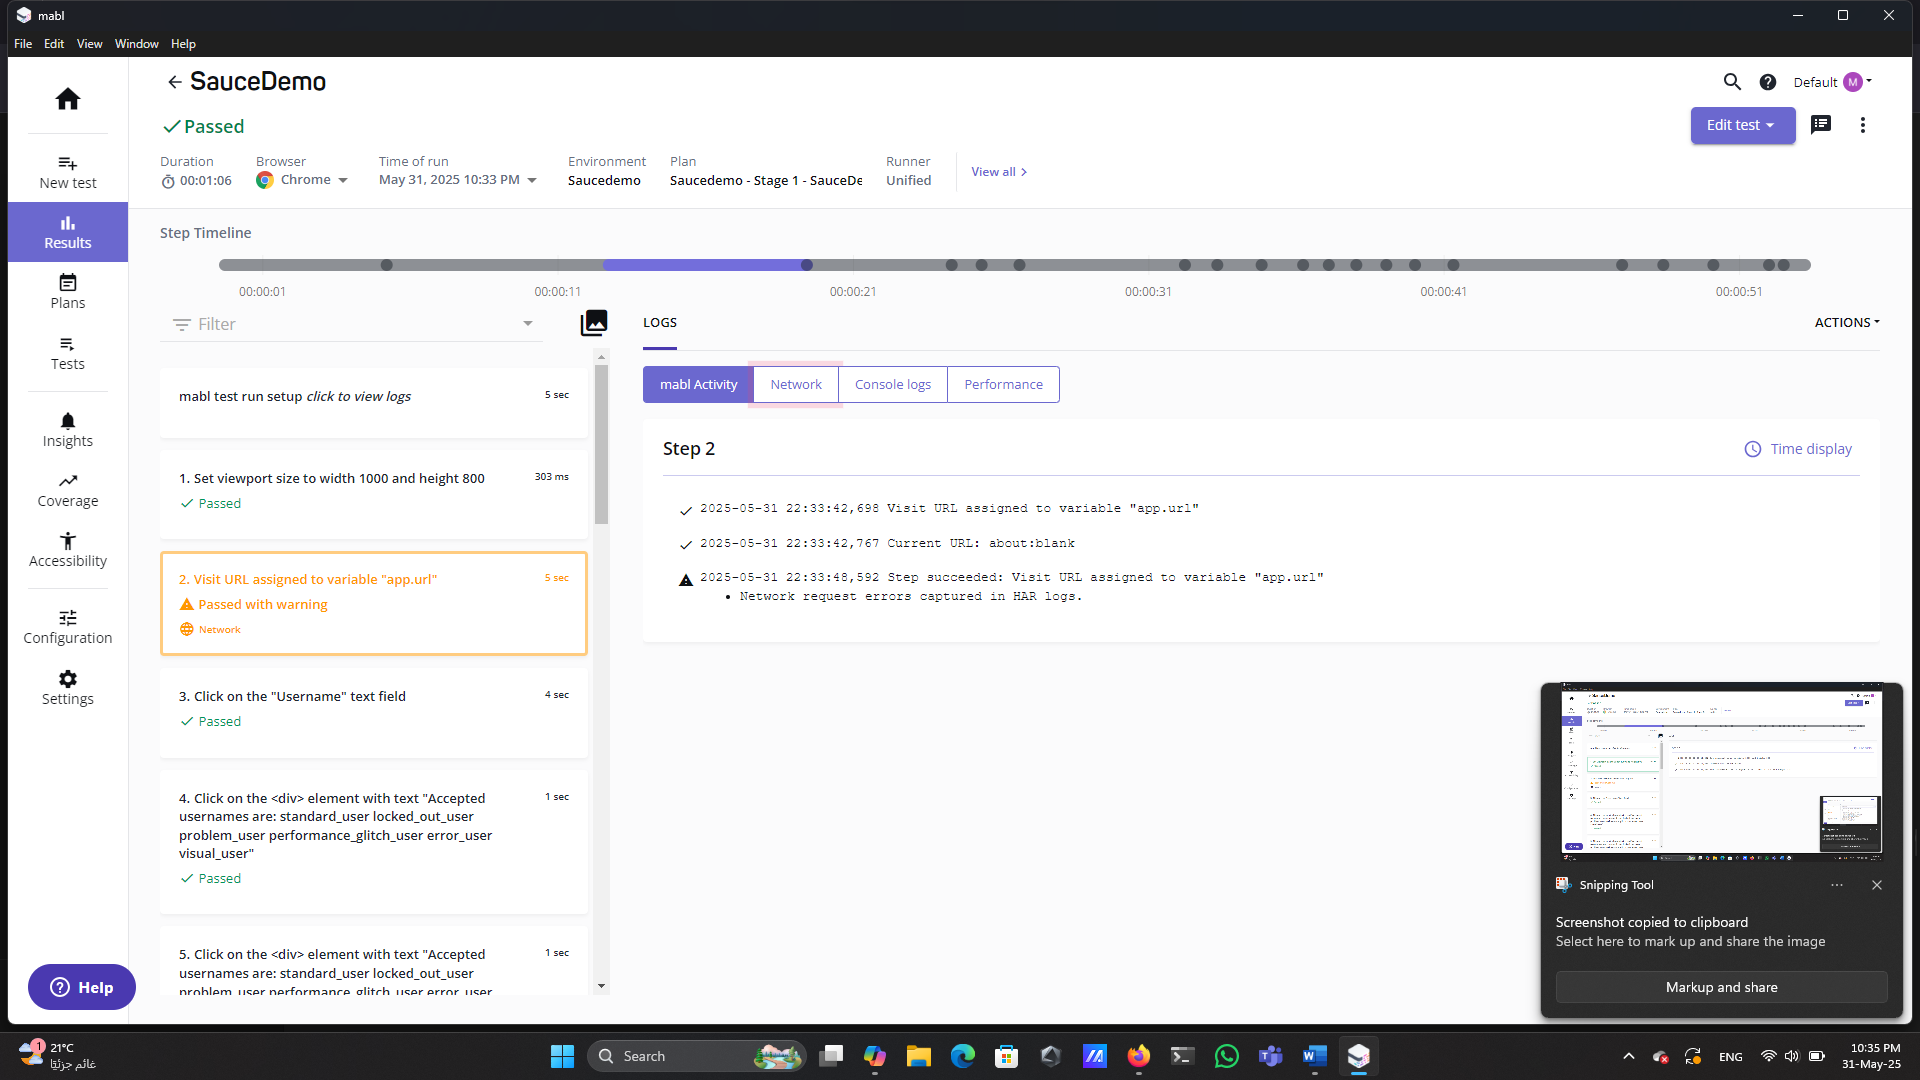 mabl
File Edit View Window Help
SauceDemo
Default M
Passed
Edit test
Duration
00:01:06
Browser
Chrome
Time of run
May 31, 2025 10:33 PM
Environment
Saucedemo
Plan
Saucedemo - Stage 1 - SauceDe
Runner
Unified
View all
New test
Results
Plans
Tests
Insights
Coverage
Accessibility
Configuration
Settings
Help
Step Timeline
00:00:01 00:00:11 00:00:21 00:00:31 00:00:41 00:00:51
Filter
mabl test run setup click to view logs 5 sec
1. Set viewport size to width 1000 and height 800 303 ms
Passed
2. Visit URL assigned to variable "app.url" 5 sec
Passed with warning
Network
3. Click on the "Username" text field 4 sec
Passed
4. Click on the <div> element with text "Accepted 1 sec
usernames are: standard_user locked_out_user
problem_user performance_glitch_user error_user
visual_user"
Passed
5. Click on the <div> element with text "Accepted 1 sec
usernames are: standard_user locked_out_user
problem_user performance_glitch_user error_user
LOGS ACTIONS
mabl Activity Network Console logs Performance
Step 2 Time display
2025-05-31 22:33:42,698 Visit URL assigned to variable "app.url"
2025-05-31 22:33:42,767 Current URL: about:blank
2025-05-31 22:33:48,592 Step succeeded: Visit URL assigned to variable "app.url"
• Network request errors captured in HAR logs.
Snipping Tool
Screenshot copied to clipboard
Select here to mark up and share the image
Markup and share
1
21°C
غائم جزئيًا
Search
ENG
10:35 PM
31-May-25